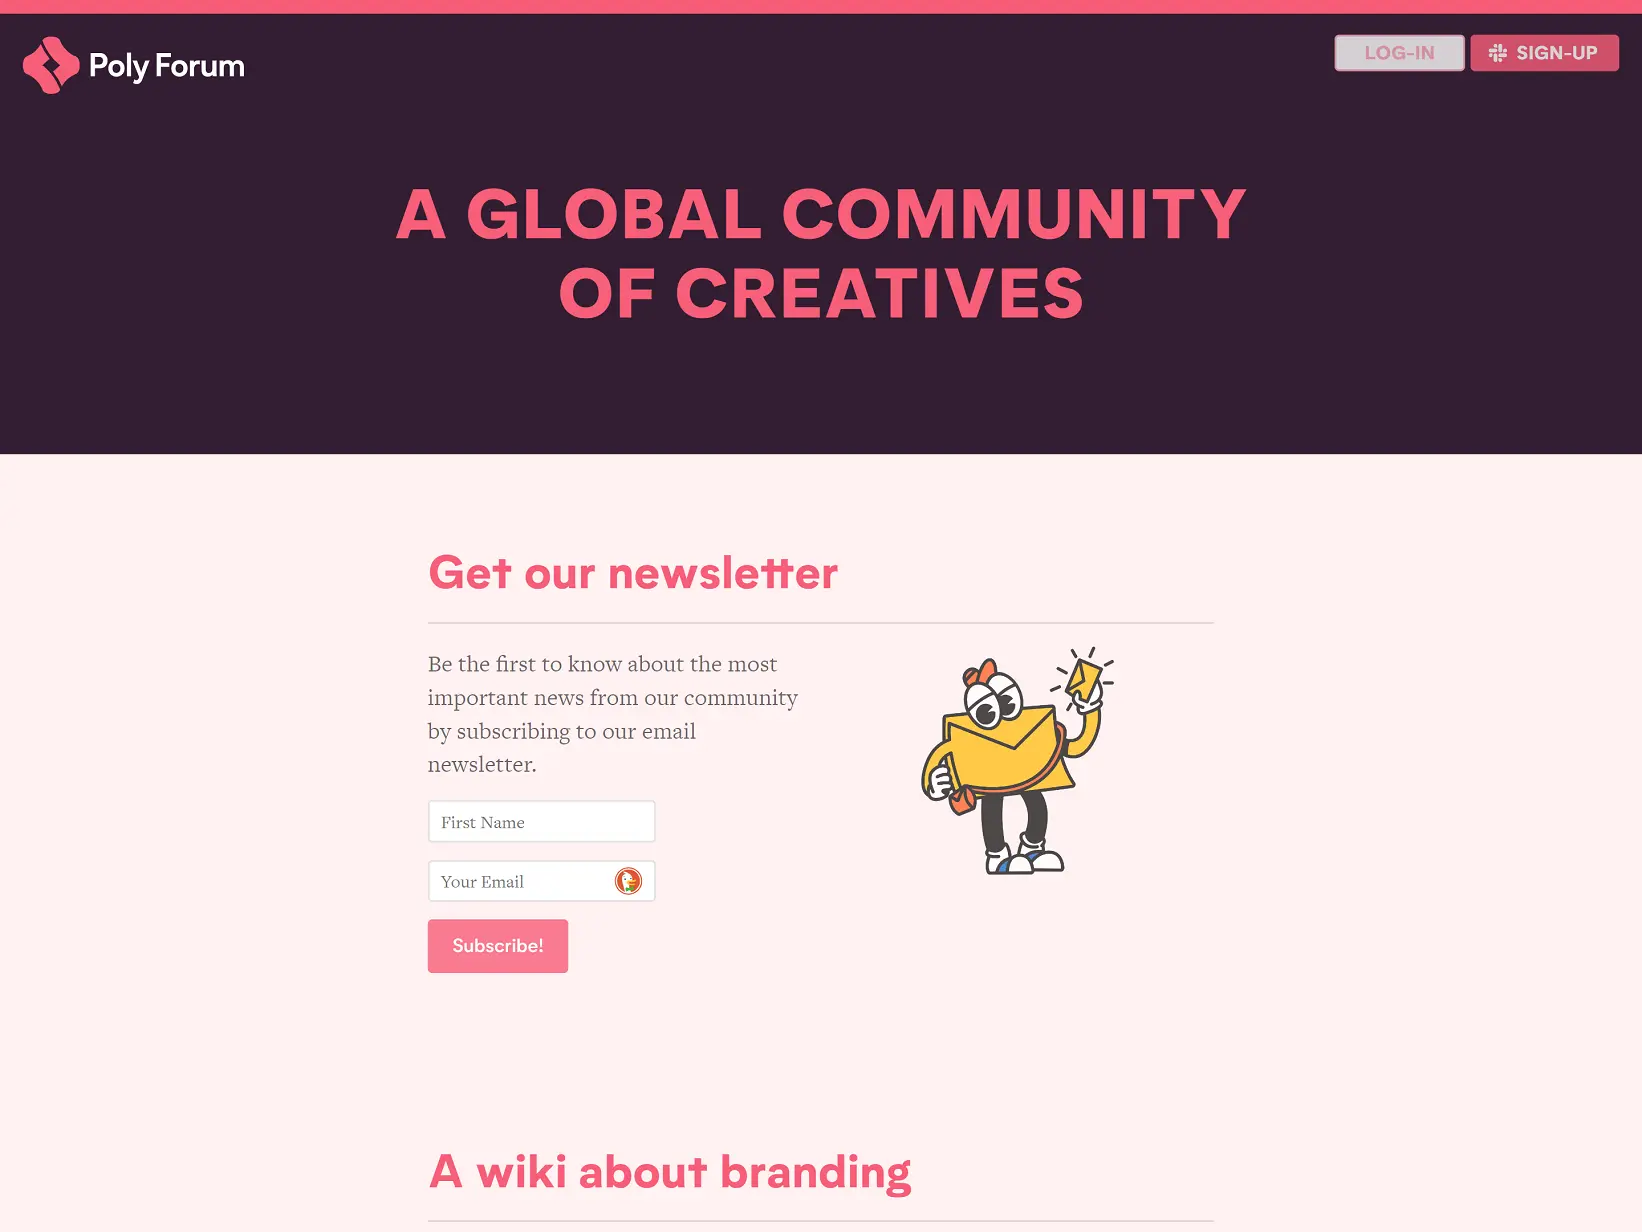 Poly Forum
LOG-IN
SIGN-UP
A GLOBAL COMMUNITY
OF CREATIVES
Get our newsletter
Be the first to know about the most
important news from our community
by subscribing to our email
newsletter.
First Name
Your Email
Subscribe!
A wiki about branding